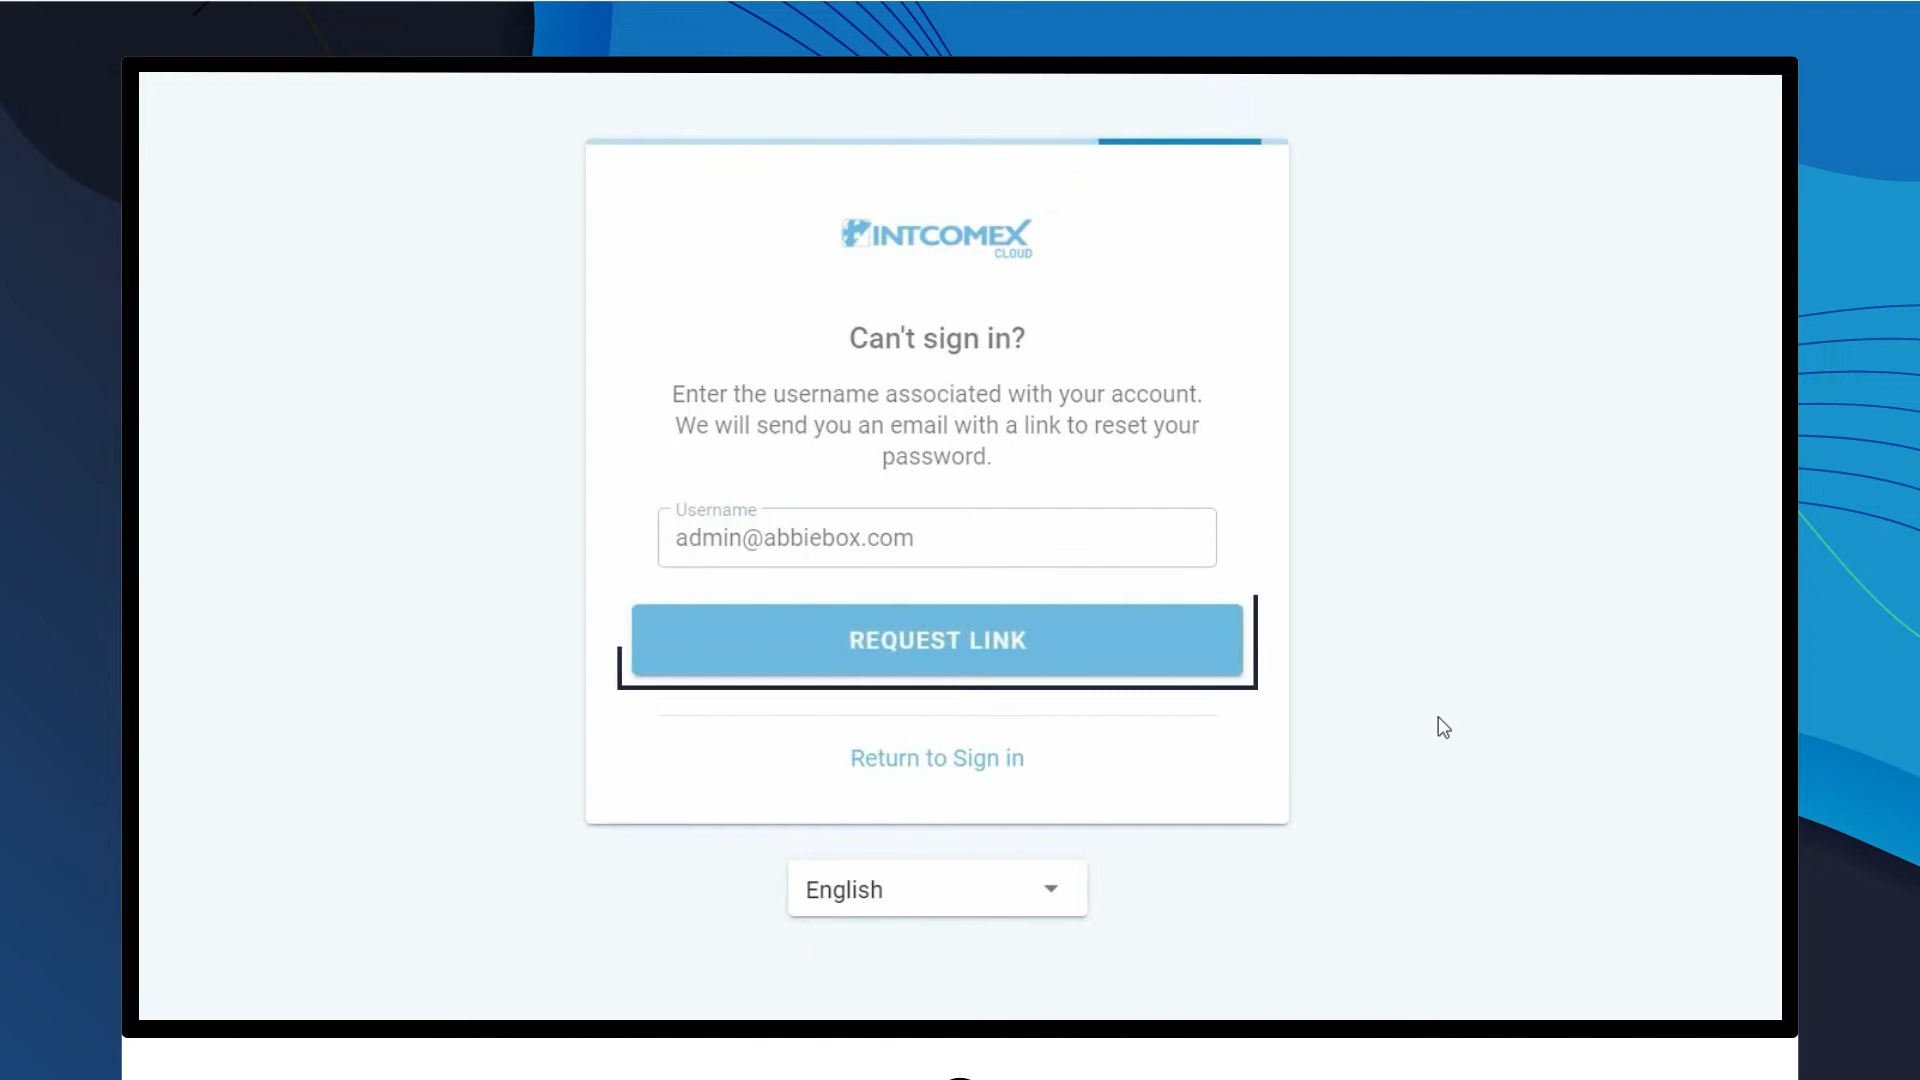 INTCOMEX
CLOUD
Can't sign in?
Enter the username associated with your account.
We will send you an email with a link to reset your
password.
Username
admin@abbiebox.com
REQUEST LINK
Return to Sign in
English